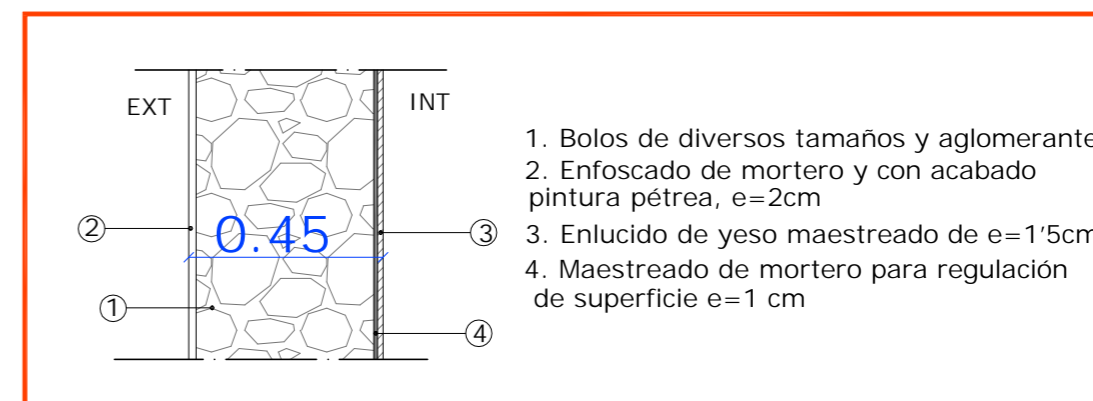 EXT
INT
0.45
2
3
1
4
1. Bolos de diversos tamaños y aglomerante
2. Enfoscado de mortero y con acabado
pintura pétrea, e=2cm
3. Enlucido de yeso maestreado de e=1'5cm
4. Maestreado de mortero para regulación
de superficie e=1 cm